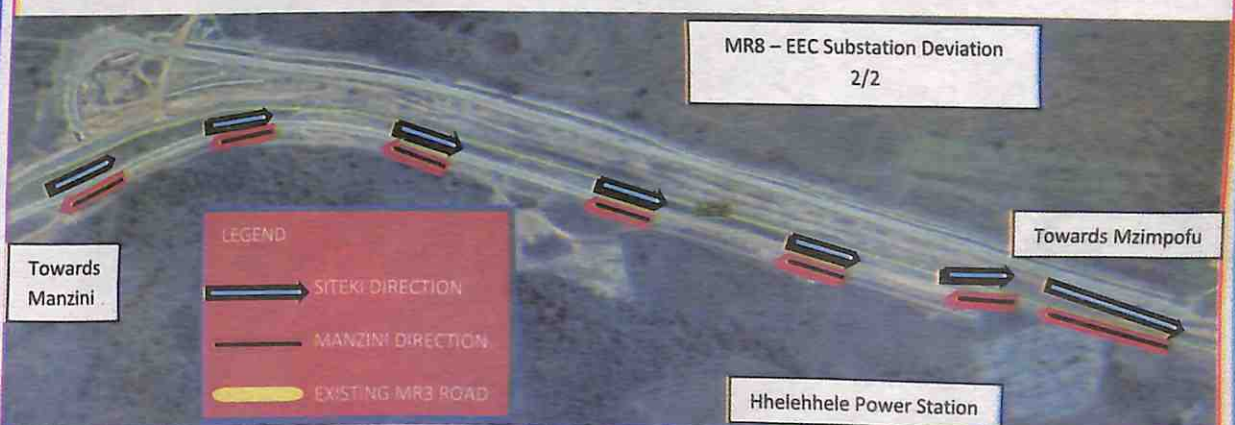 MR8 – EEC Substation Deviation
2/2
Towards Mzimpofu
Towards
Manzini
LEGEND
SITEKI DIRECTION
MANZINI DIRECTION
EXISTING MR3 ROAD
Hhelehhele Power Station